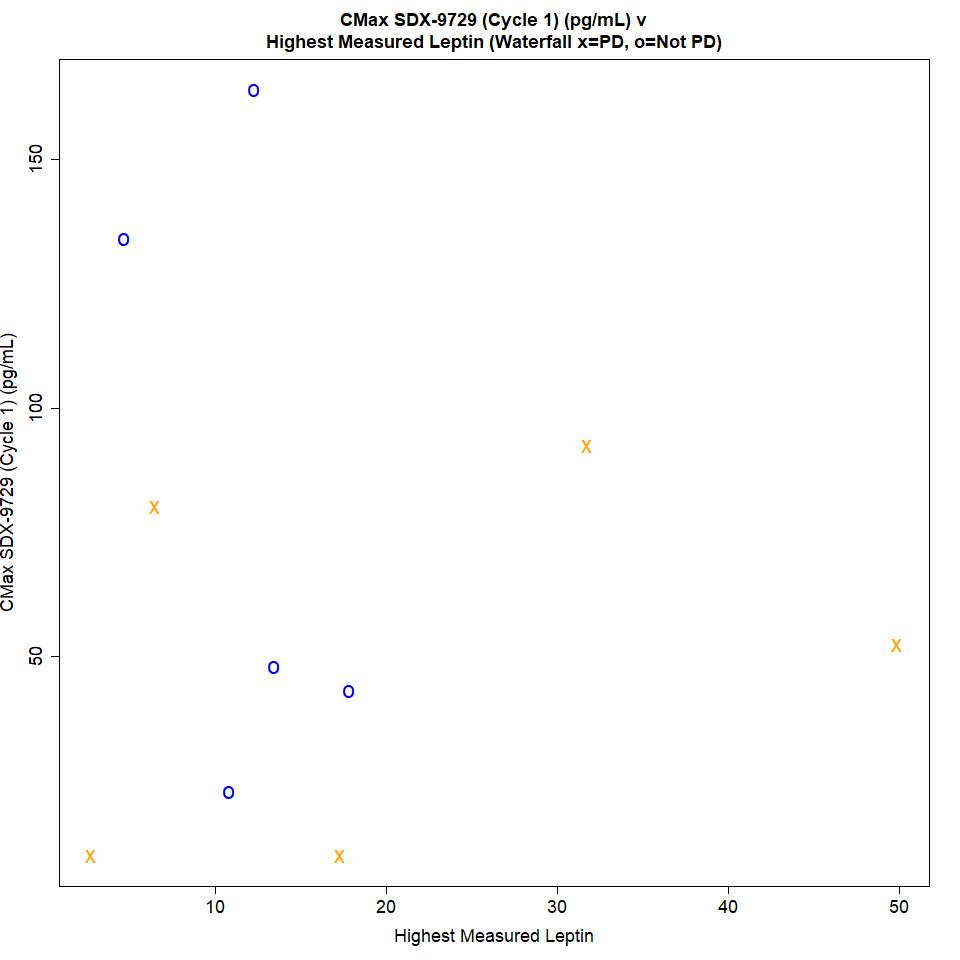 CMax SDX-9729 (Cycle 1) (pg/mL) v
Highest Measured Leptin (Waterfall x=PD, o=Not PD)
CMax SDX-9729 (Cycle 1) (pg/mL)
150
100
50
O
O
X
X
X
O
O
O
X
X
10 20 30 40 50
Highest Measured Leptin